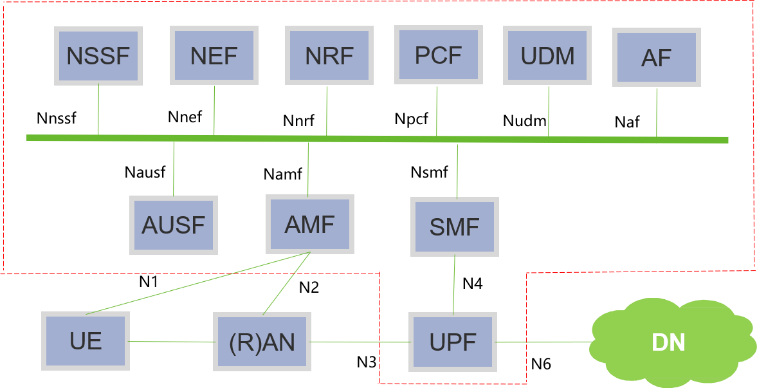 NSSF NEF NRF PCF UDM AF
Nnssf Nnef Nnrf Npcf Nudm Naf
Nausf Namf Nsmf
AUSF AMF SMF
N1 N2 N4
UE (R)AN UPF DN
N3 N6